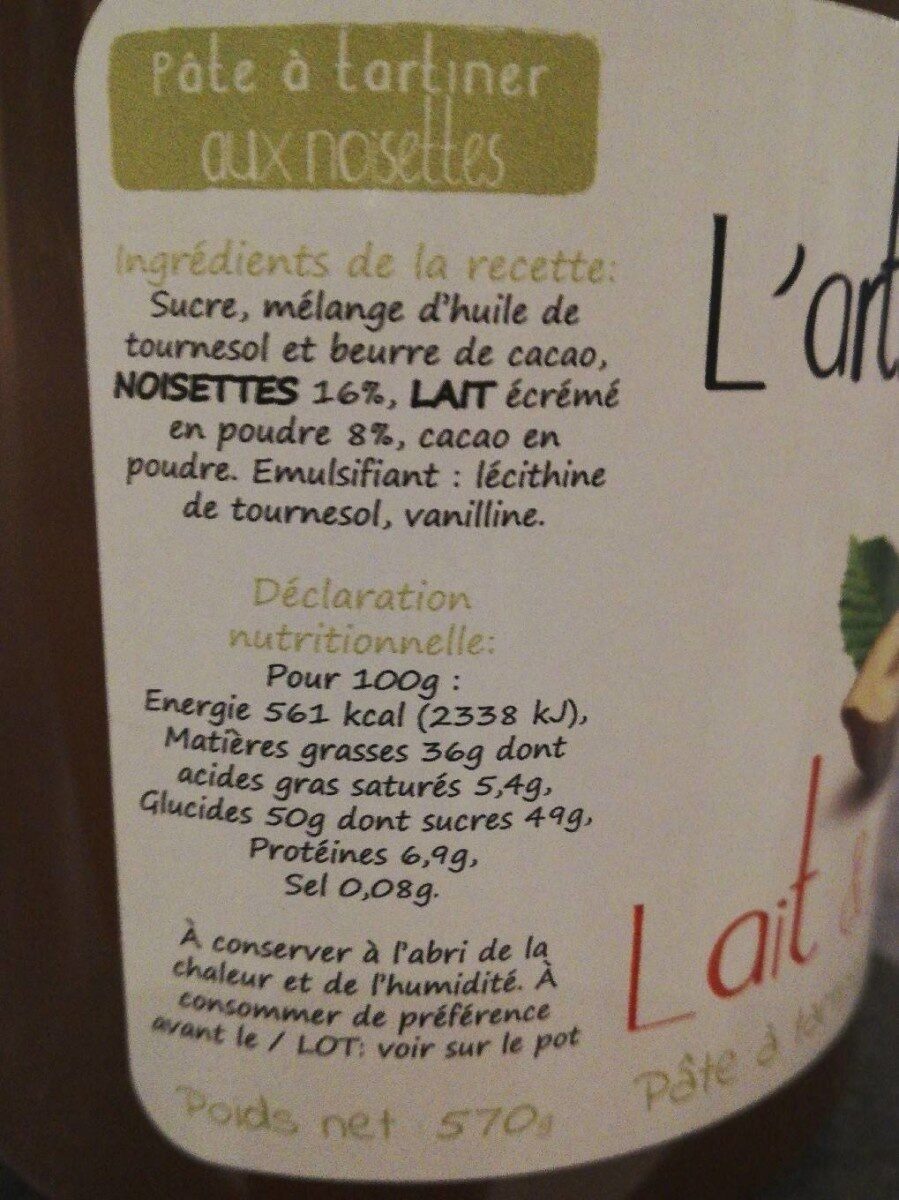 Pâte à tartiner
aux noisettes
Ingrédients de la recette:
Sucre, mélange d'huile de
tournesol et beurre de cacao,
NOISETTES 16%, LAIT écrémé
en poudre 8%, cacao en
poudre. Emulsifiant : lécithine
de tournesol, vanilline.
Déclaration
nutritionnelle:
Pour 100g :
Energie 561 kcal (2338 kJ),
Matières grasses 36g dont
acides gras saturés 5,4g,
Glucides 50g dont sucres 49g,
Protéines 6,9g,
Sel 0,08g.
À conserver à l'abri de la
chaleur et de l'humidité. À
consommer de préférence
avant le / LOT: voir sur le pot
Poids net 570g
L'art
Lait
Pâte à